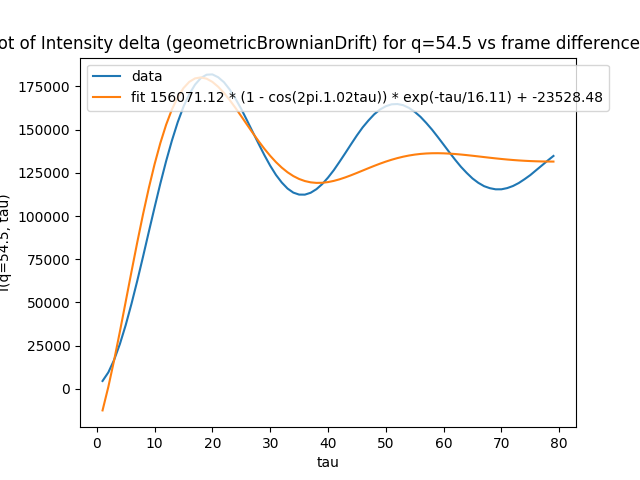 ot of Intensity delta (geometricBrownianDrift) for q=54.5 vs frame difference
data
fit 156071.12 * (1 - cos(2pi.1.02tau)) * exp(-tau/16.11) + -23528.48
175000
150000
125000
100000
75000
50000
25000
0
I(q=54.5, tau)
0 10 20 30 40 50 60 70 80
tau